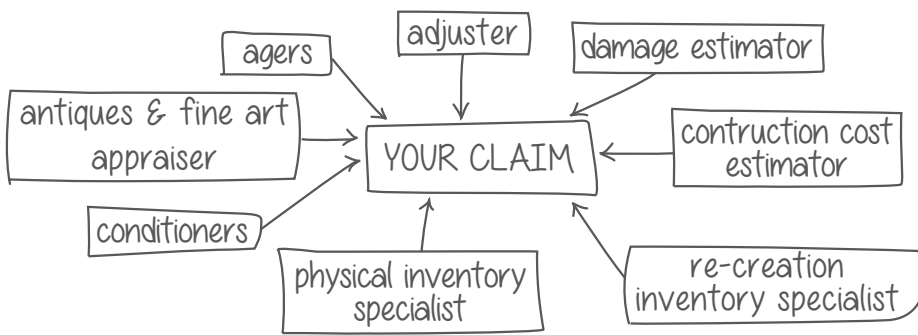 adjuster
agers
damage estimator
antiques & fine art
appraiser
YOUR CLAIM
contruction cost
estimator
conditioners
physical inventory
specialist
re-creation
inventory specialist